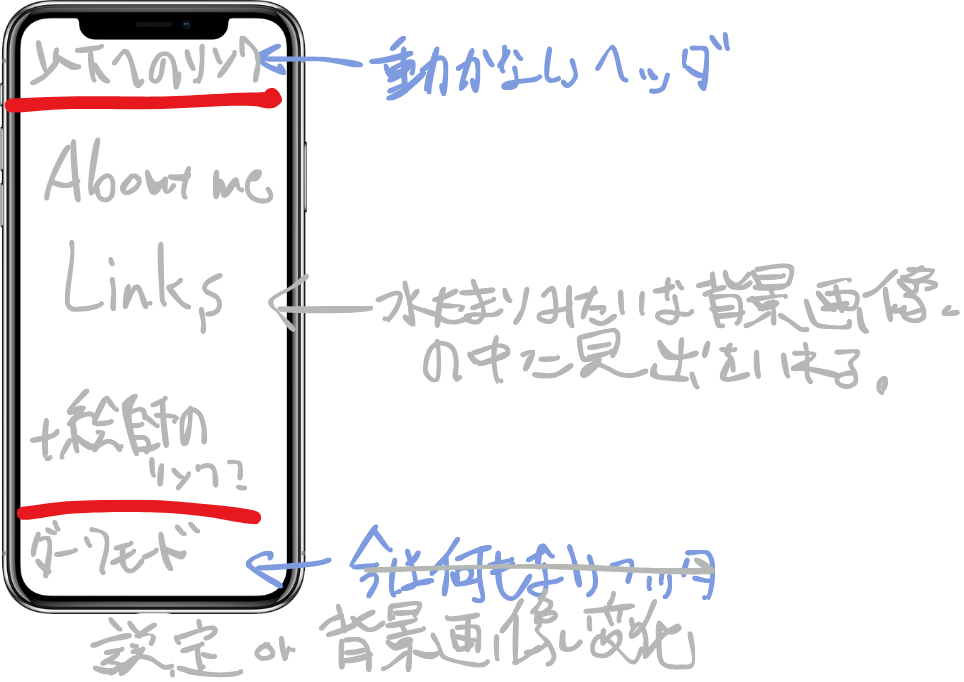 以下へのリンク
動かないヘッダ
About me
Links
水たまりみたいな背景画像
の中に見出しをいれる。
+絵師の
リンク?
ダークモード
今は何もないフッタ
設定 or 背景画像変化